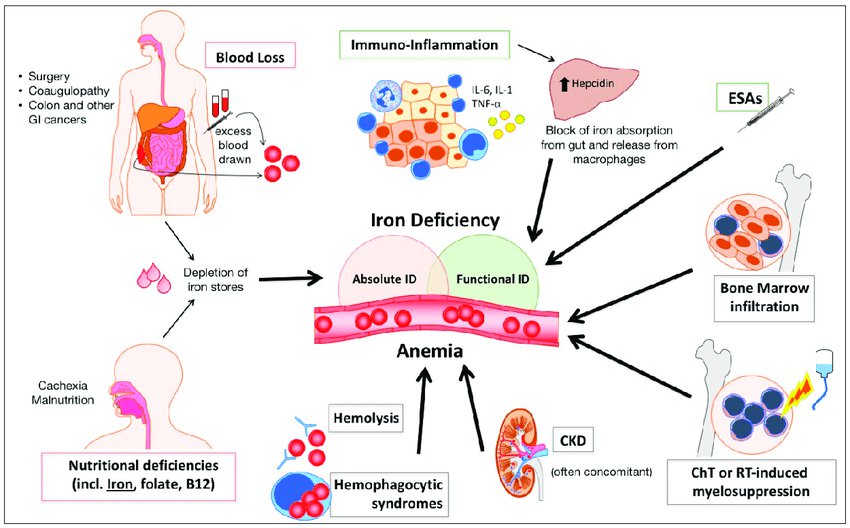 Blood Loss
• Surgery
• Coaugulopathy
• Colon and other
GI cancers
excess
blood
drawn
Immuno-Inflammation
IL-6, IL-1
TNF-α
Hepcidin
Block of iron absorption
from gut and release from
macrophages
ESAs
Iron Deficiency
Absolute ID
Functional ID
Depletion of
iron stores
Bone Marrow
infiltration
Anemia
Cachexia
Malnutrition
Nutritional deficiencies
(incl. Iron, folate, B12)
Hemolysis
Hemophagocytic
syndromes
CKD
(often concomitant)
ChT or RT-induced
myelosuppression